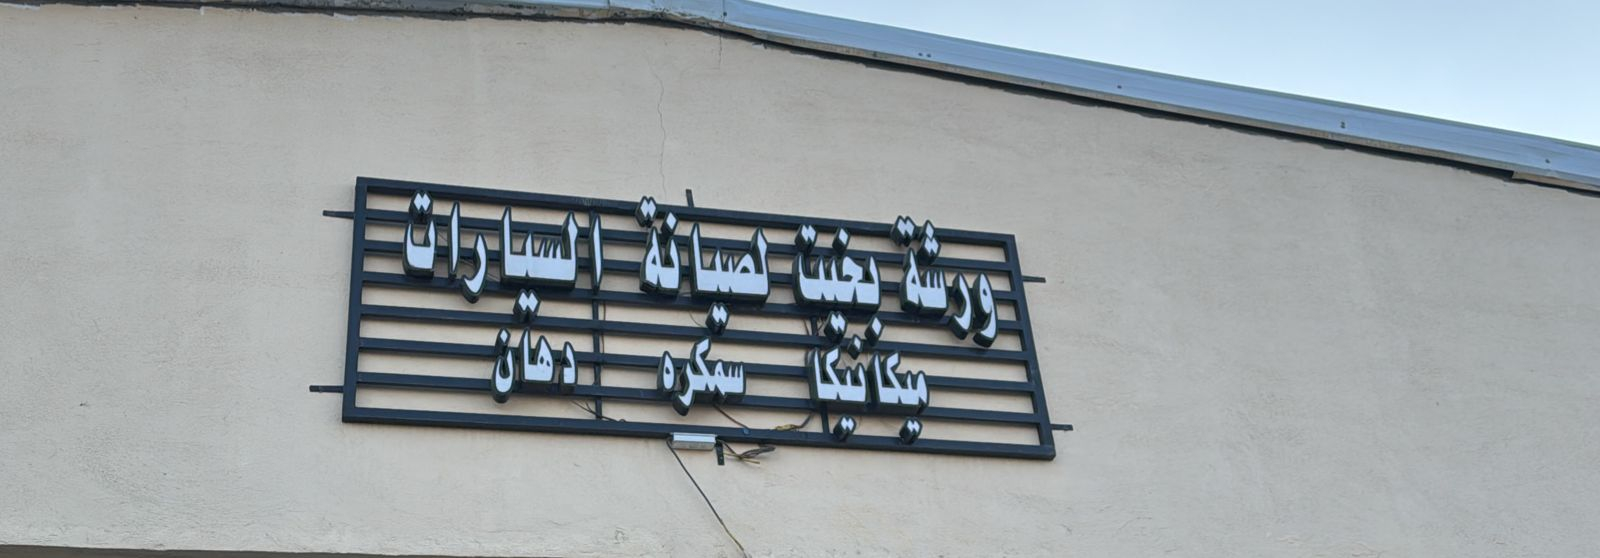 ورشة بخيت لصيانة السيارات
ميكانيكا سمكره دهان